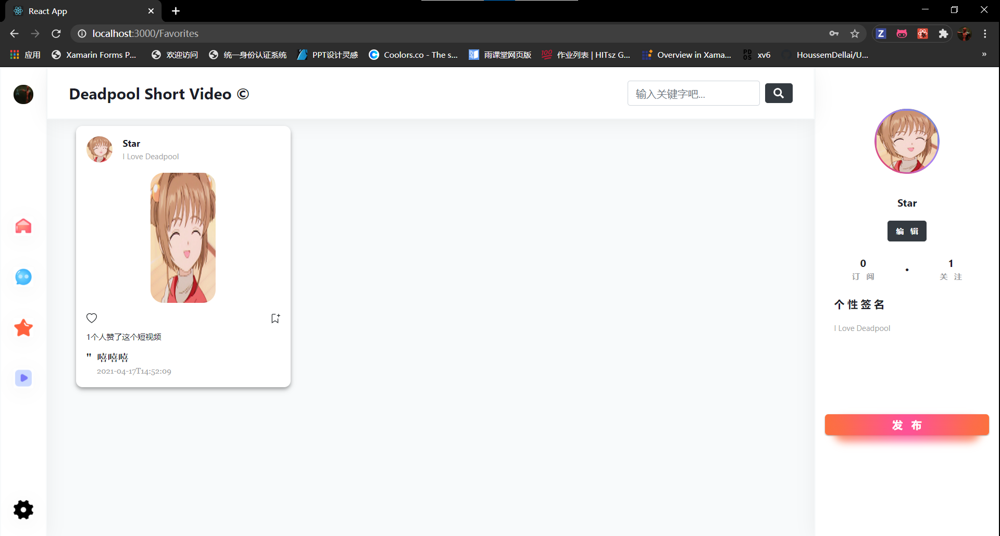 React App
localhost:3000/Favorites
应用
Xamarin Forms P...
欢迎访问
统一身份认证系统
PPT设计灵感
Coolors.co - The s...
雨课堂网页版
100
作业列表 | HITsz G...
Overview in Xama...
PD
OS
xv6
HoussemDellai/U...
»
Z
Deadpool Short Video ©
输入关键字吧...
Star
I Love Deadpool
1个人赞了这个短视频
" 嘻嘻嘻
2021-04-17T14:52:09
Star
编 辑
0
订 阅
•
1
关 注
个性签名
I Love Deadpool
发 布